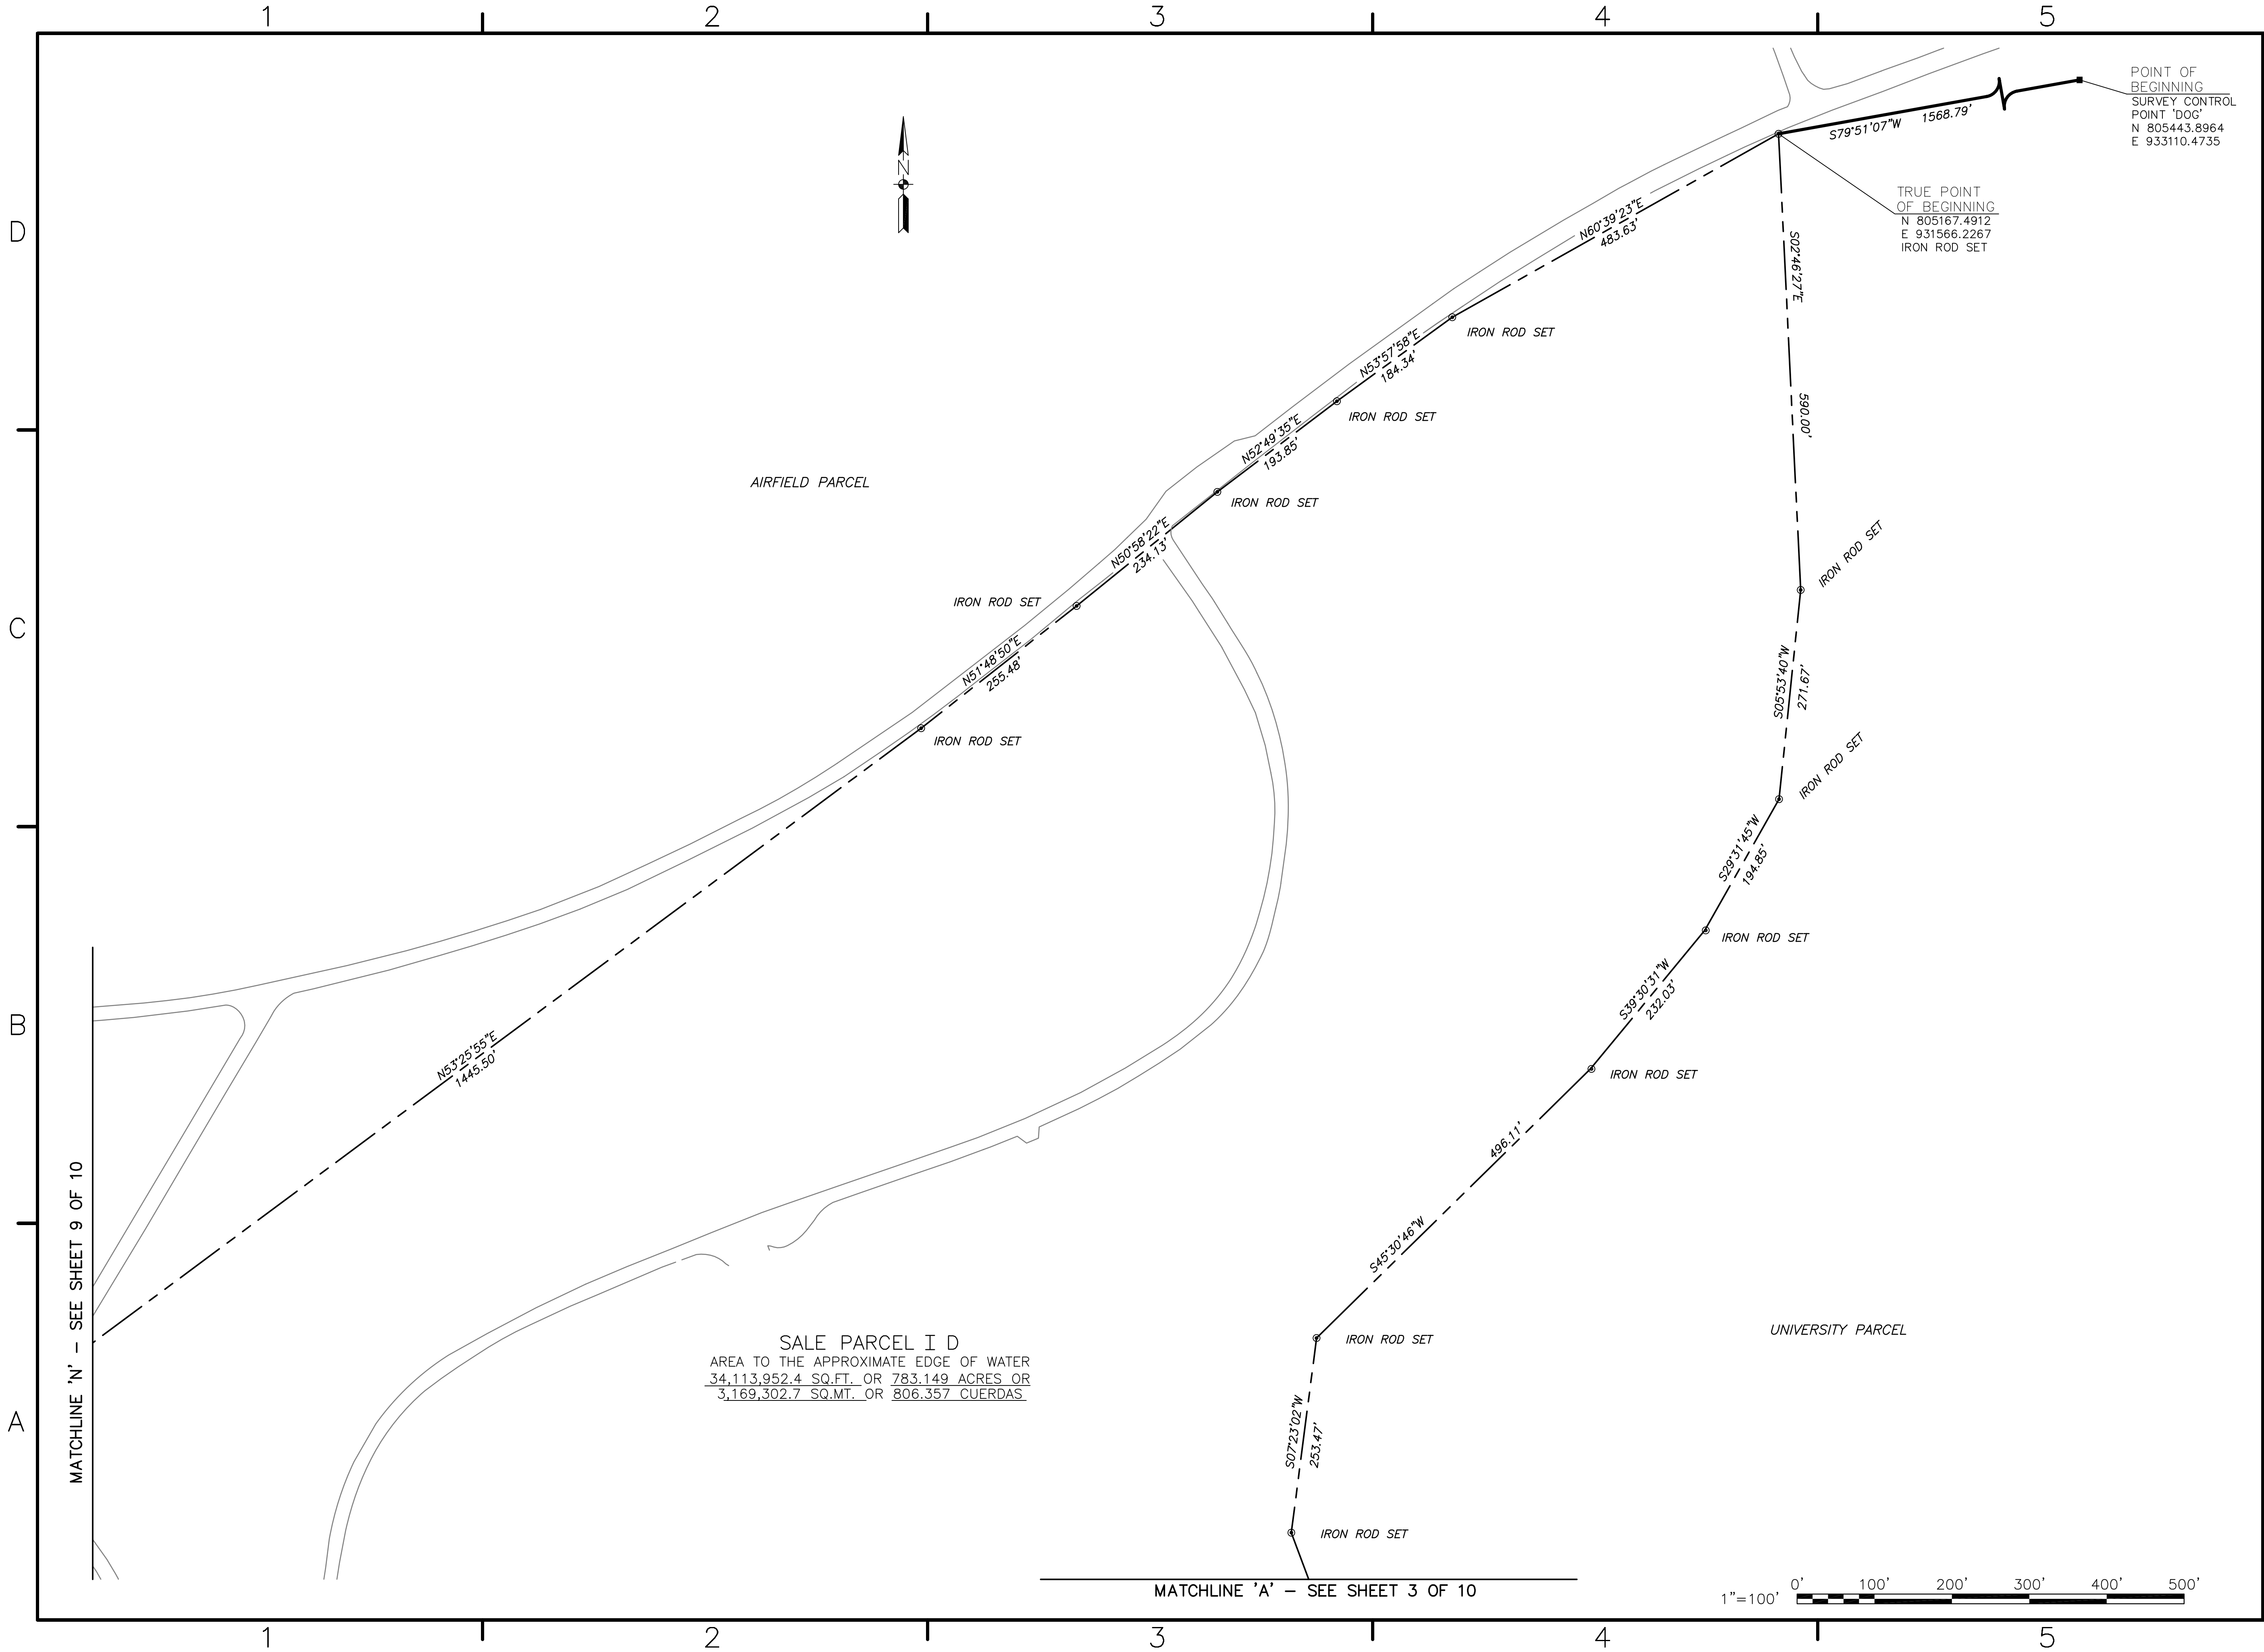 1 2 3 4 5
POINT OF
BEGINNING
SURVEY CONTROL
POINT 'DOG'
N 805443.8964
E 933110.4735
S79°51'07"W 1568.79'
N
TRUE POINT
OF BEGINNING
N 805167.4912
E 931566.2267
IRON ROD SET
D
N60°39'23"E
483.63'
S02°46'27"E
590.00'
IRON ROD SET
N53°57'58"E
184.34'
IRON ROD SET
N52°49'35"E
193.85'
AIRFIELD PARCEL
IRON ROD SET
N50°58'22"E
234.13'
IRON ROD SET
IRON ROD SET
C
N51°48'50"E
255.48'
IRON ROD SET
S05°53'40"W
271.67'
IRON ROD SET
S29°31'45"W
194.85'
IRON ROD SET
S39°30'31"W
232.03'
B
N53°25'55"E
1445.50'
IRON ROD SET
496.11'
S45°30'46"W
MATCHLINE 'N' – SEE SHEET 9 OF 10
IRON ROD SET
UNIVERSITY PARCEL
SALE PARCEL I D
AREA TO THE APPROXIMATE EDGE OF WATER
34,113,952.4 SQ.FT. OR 783.149 ACRES OR
3,169,302.7 SQ.MT. OR 806.357 CUERDAS
A
S07°23'02"W
253.47'
IRON ROD SET
MATCHLINE 'A' – SEE SHEET 3 OF 10
1"=100'
0' 100' 200' 300' 400' 500'
1 2 3 4 5